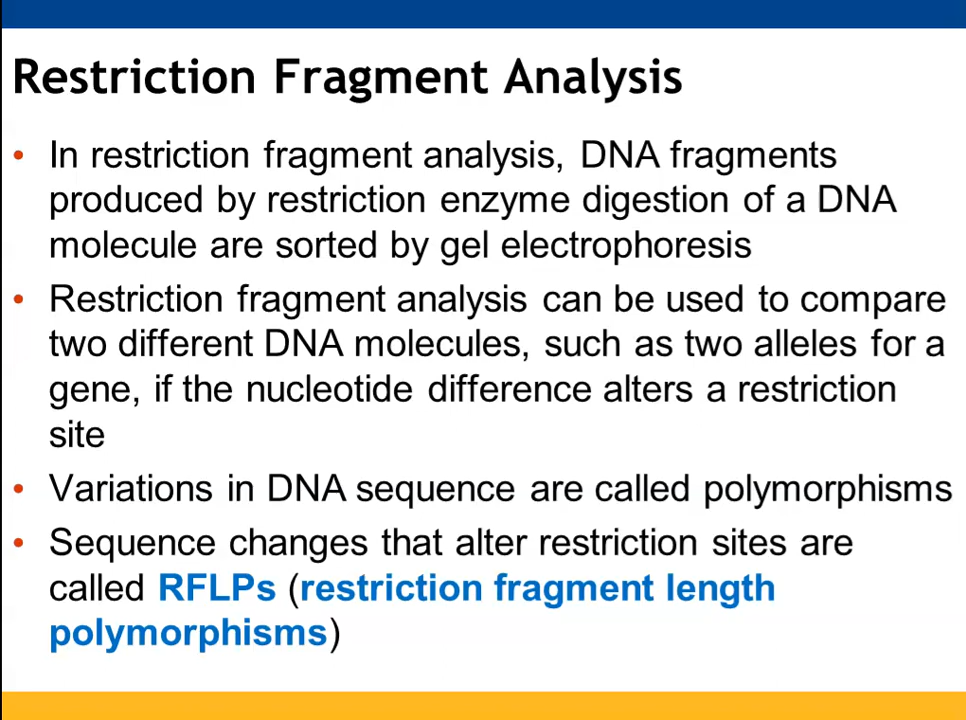 Restriction Fragment Analysis
• In restriction fragment analysis, DNA fragments
produced by restriction enzyme digestion of a DNA
molecule are sorted by gel electrophoresis
• Restriction fragment analysis can be used to compare
two different DNA molecules, such as two alleles for a
gene, if the nucleotide difference alters a restriction
site
• Variations in DNA sequence are called polymorphisms
• Sequence changes that alter restriction sites are
called RFLPs (restriction fragment length
polymorphisms)